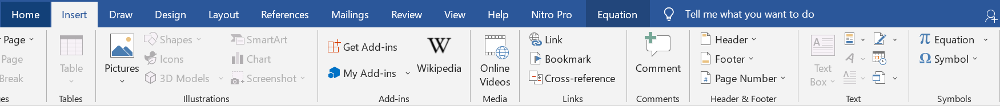 Home Insert Draw Design Layout References Mailings Review View Help Nitro Pro Equation Tell me what you want to do
Page
Page
Break
es
Table
Tables
Pictures
Shapes
Icons
3D Models
SmartArt
Chart
Screenshot
Illustrations
Get Add-ins
My Add-ins
W
Wikipedia
Add-ins
Online
Videos
Media
Link
Bookmark
Cross-reference
Links
Comment
Comments
Header
Footer
# Page Number
Header & Footer
A
Text
Box
A
A
Text
π Equation
Ω Symbol
Symbols